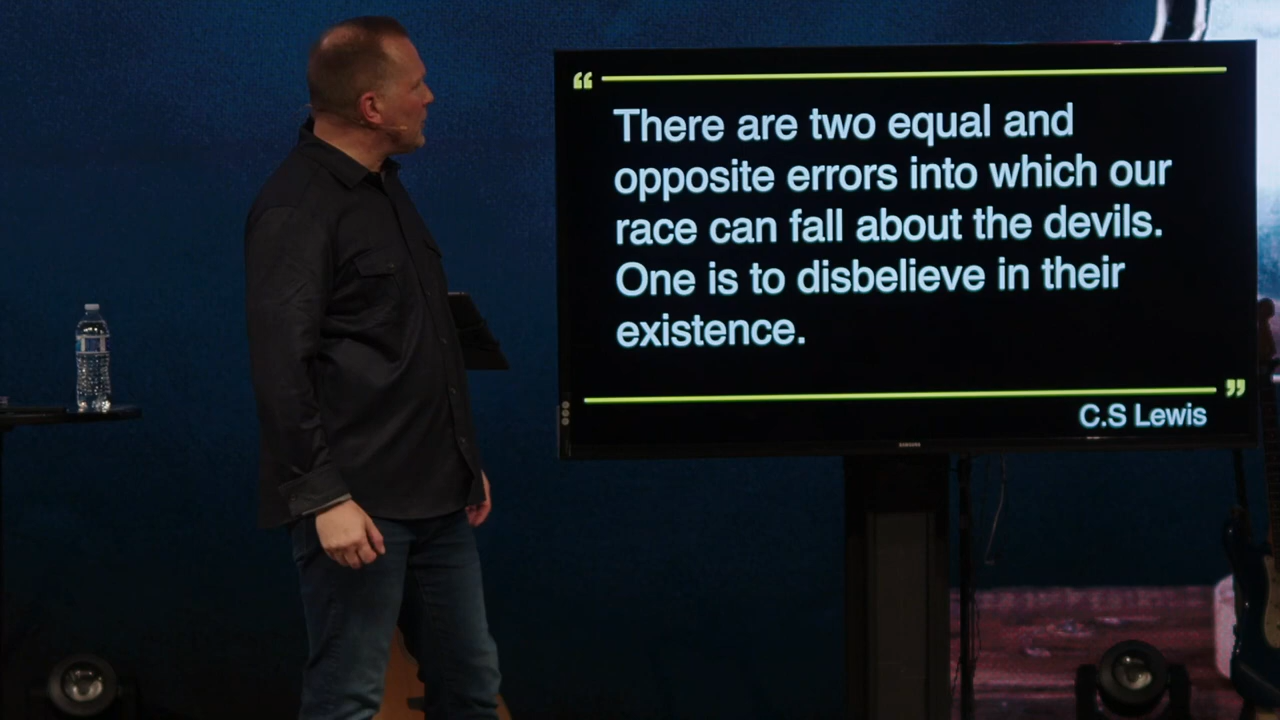 “
There are two equal and
opposite errors into which our
race can fall about the devils.
One is to disbelieve in their
existence.
”
C.S Lewis
SAMSUNG